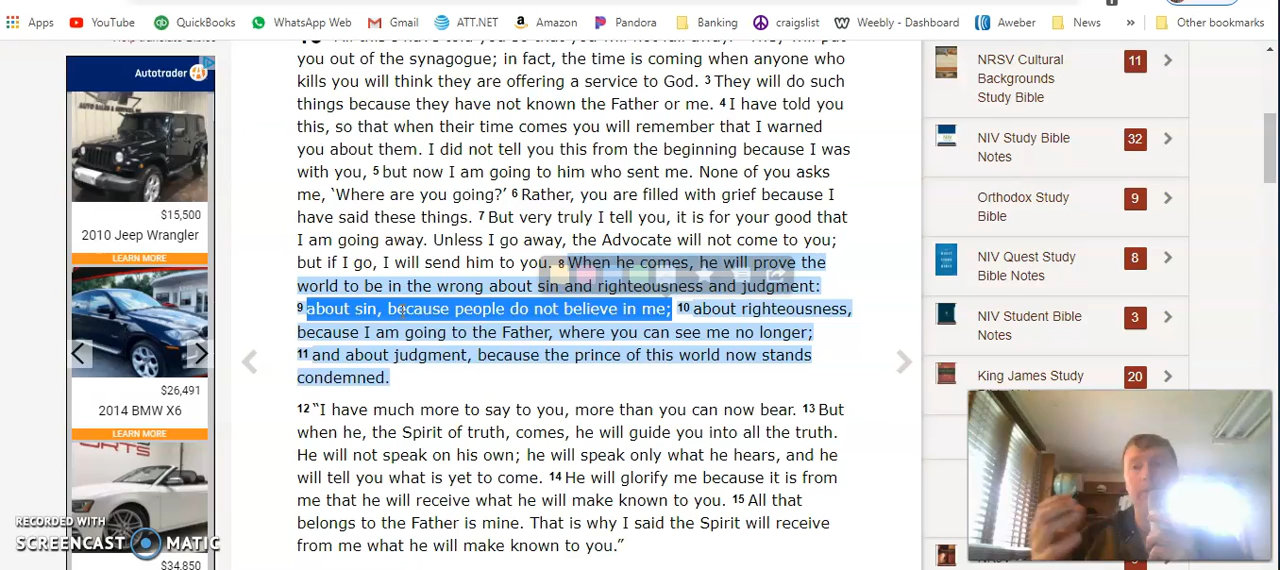 Apps YouTube QuickBooks WhatsApp Web Gmail ATT.NET Amazon Pandora Banking craigslist Weebly - Dashboard Aweber News » Other bookmarks
Autotrader
$15,500
2010 Jeep Wrangler
LEARN MORE
$26,491
2014 BMW X6
LEARN MORE
$34,850
you out of the synagogue; in fact, the time is coming when anyone who
kills you will think they are offering a service to God. 3 They will do such
things because they have not known the Father or me. 4 I have told you
this, so that when their time comes you will remember that I warned
you about them. I did not tell you this from the beginning because I was
with you, 5 but now I am going to him who sent me. None of you asks
me, ‘Where are you going?’ 6 Rather, you are filled with grief because I
have said these things. 7 But very truly I tell you, it is for your good that
I am going away. Unless I go away, the Advocate will not come to you;
but if I go, I will send him to you. 8 When he comes, he will prove the
world to be in the wrong about sin and righteousness and judgment:
9 about sin, because people do not believe in me; 10 about righteousness,
because I am going to the Father, where you can see me no longer;
11 and about judgment, because the prince of this world now stands
condemned.
12 “I have much more to say to you, more than you can now bear. 13 But
when he, the Spirit of truth, comes, he will guide you into all the truth.
He will not speak on his own; he will speak only what he hears, and he
will tell you what is yet to come. 14 He will glorify me because it is from
me that he will receive what he will make known to you. 15 All that
belongs to the Father is mine. That is why I said the Spirit will receive
from me what he will make known to you.”
NRSV Cultural 11
Backgrounds
Study Bible
NIV Study Bible 32
Notes
Orthodox Study 9
Bible
NIV Quest Study 8
Bible Notes
NIV Student Bible 3
Notes
King James Study 20
RECORDED WITH
SCREENCAST MATIC